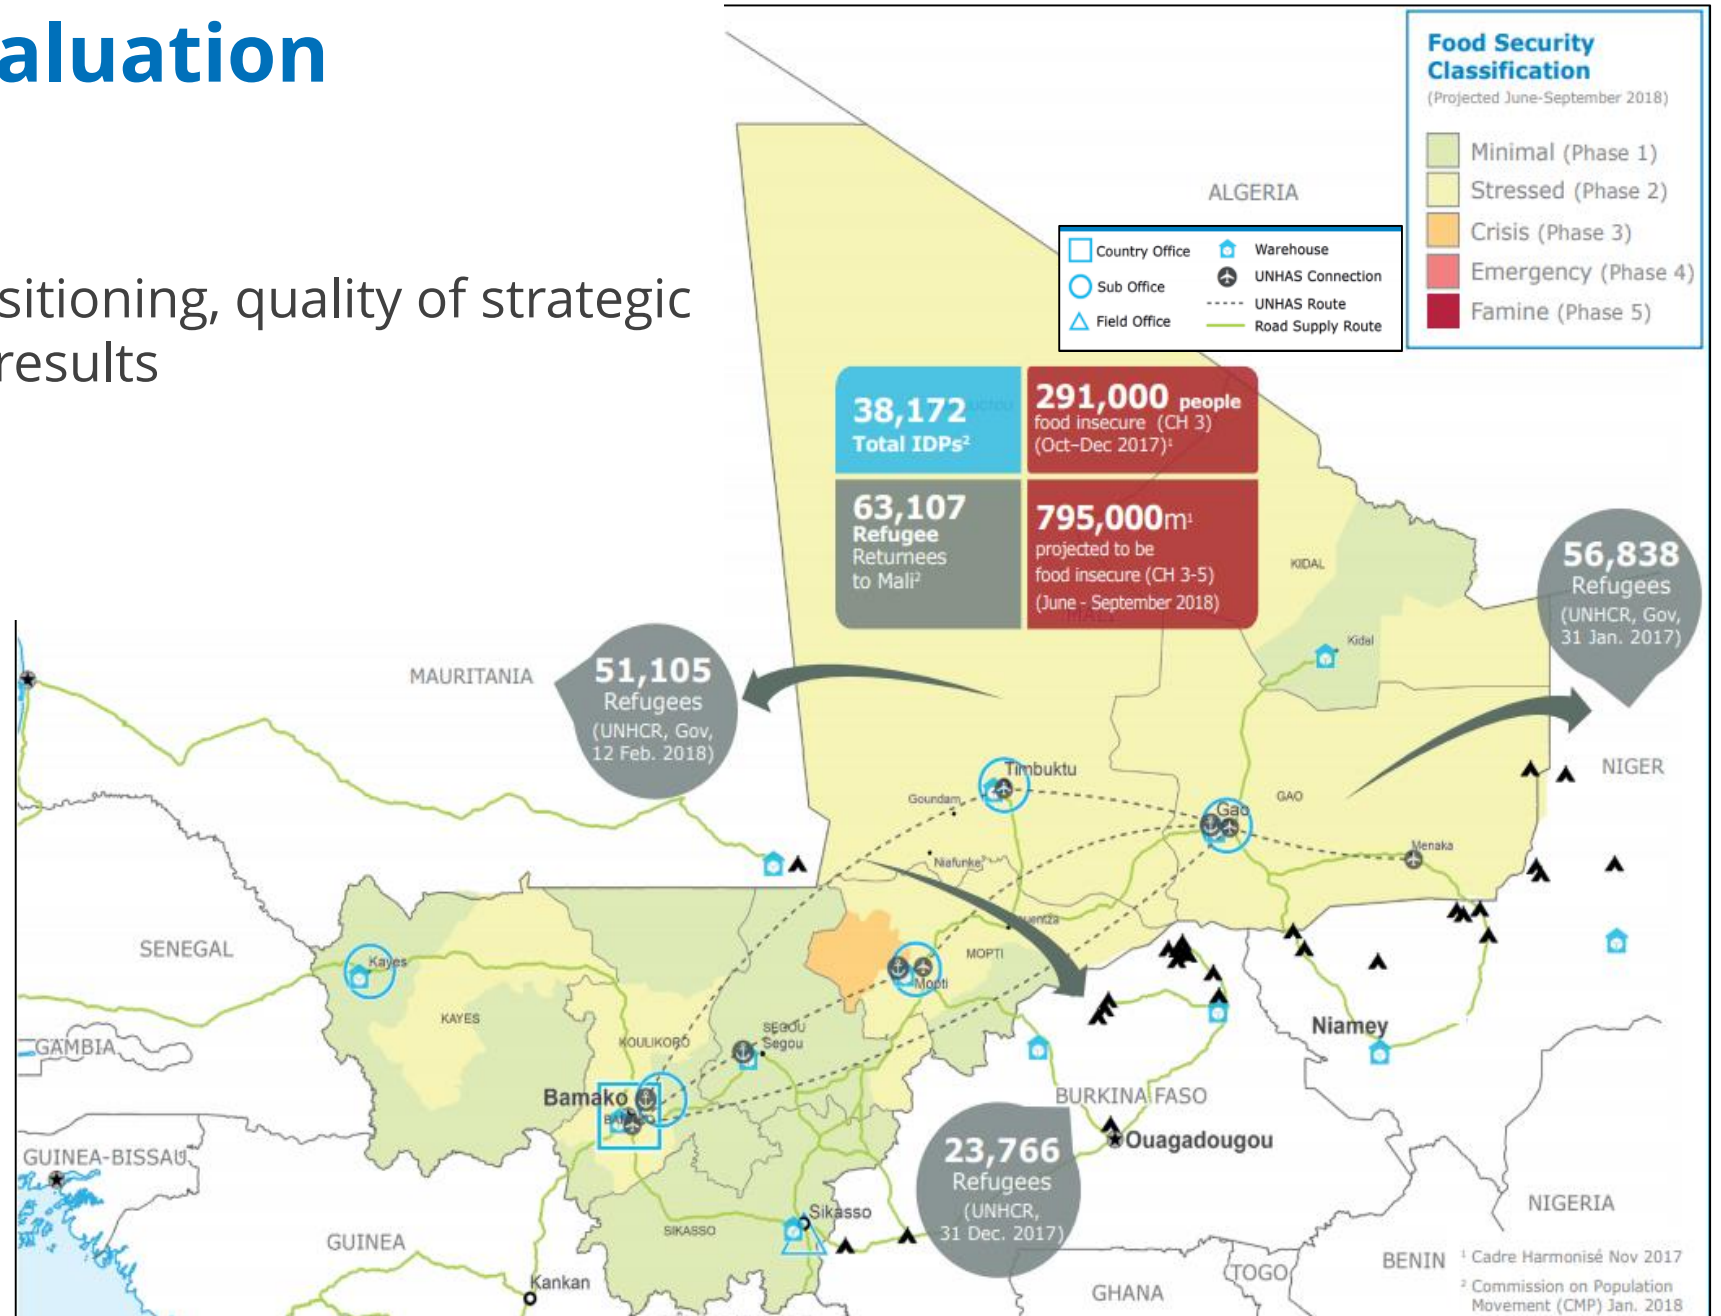 aluation
sitioning, quality of strategic
results
Food Security
Classification
(Projected June-September 2018)
Minimal (Phase 1)
Stressed (Phase 2)
Crisis (Phase 3)
Emergency (Phase 4)
Famine (Phase 5)
ALGERIA
Country Office
Sub Office
Field Office
Warehouse
UNHAS Connection
UNHAS Route
Road Supply Route
38,172
Total IDPs²
291,000 people
food insecure (CH 3)
(Oct-Dec 2017)¹
63,107
Refugee
Returnees
to Mali²
795,000m¹
projected to be
food insecure (CH 3-5)
(June - September 2018)
MALI
KIDAL
Kidal
56,838
Refugees
(UNHCR, Gov,
31 Jan. 2017)
MAURITANIA
51,105
Refugees
(UNHCR, Gov,
12 Feb. 2018)
NIGER
Timbuktu
Goundam
Niafunke
GAO
Gao
Menaka
SENEGAL
Kayes
KAYES
MOPTI
Mopti
KOULIKORO
SEGOU
Segou
GAMBIA
Bamako
Niamey
BURKINA FASO
Ouagadougou
23,766
Refugees
(UNHCR,
31 Dec. 2017)
GUINEA-BISSAU
GUINEA
SIKASSO
Sikasso
Kankan
NIGERIA
BENIN
TOGO
GHANA
¹ Cadre Harmonisé Nov 2017
² Commission on Population
Movement (CMP) Jan. 2018